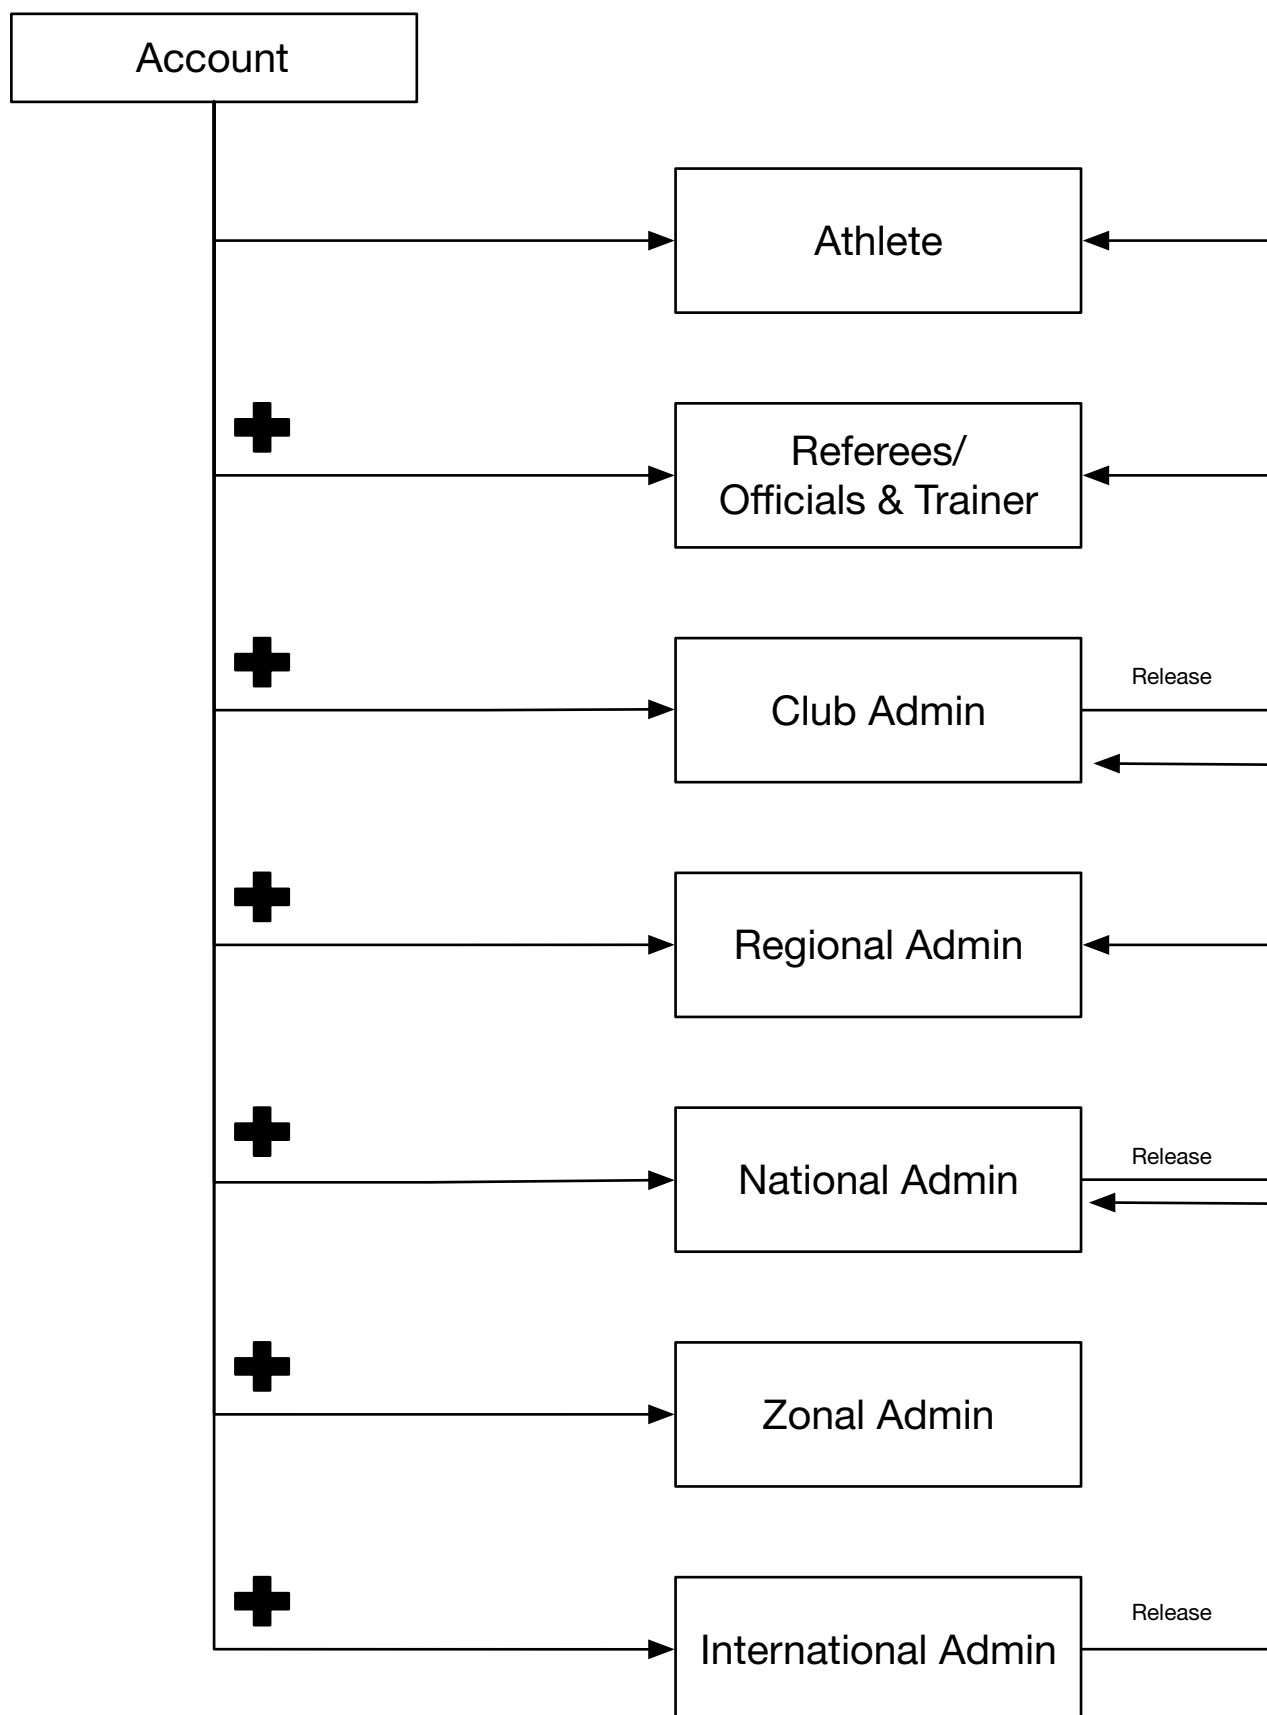 Account
Athlete
Referees/
Officials & Trainer
Club Admin
Release
Regional Admin
National Admin
Release
Zonal Admin
International Admin
Release